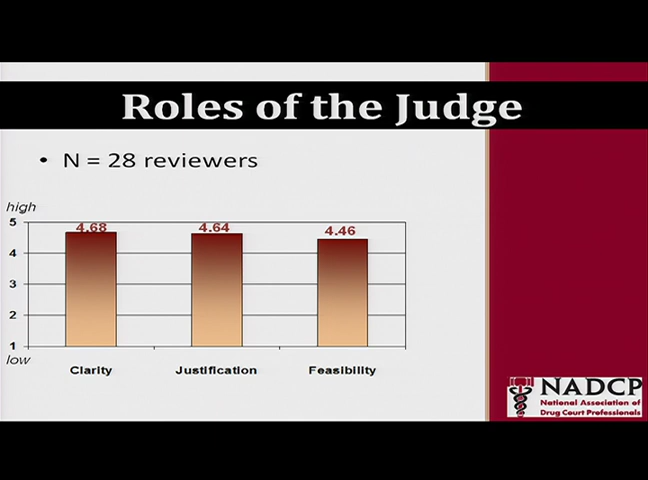 Roles of the Judge
• N = 28 reviewers
high
5
4.68
4.64
4.46
4
3
2
1
low
Clarity
Justification
Feasibility
NADCP
National Association of
Drug Court Professionals